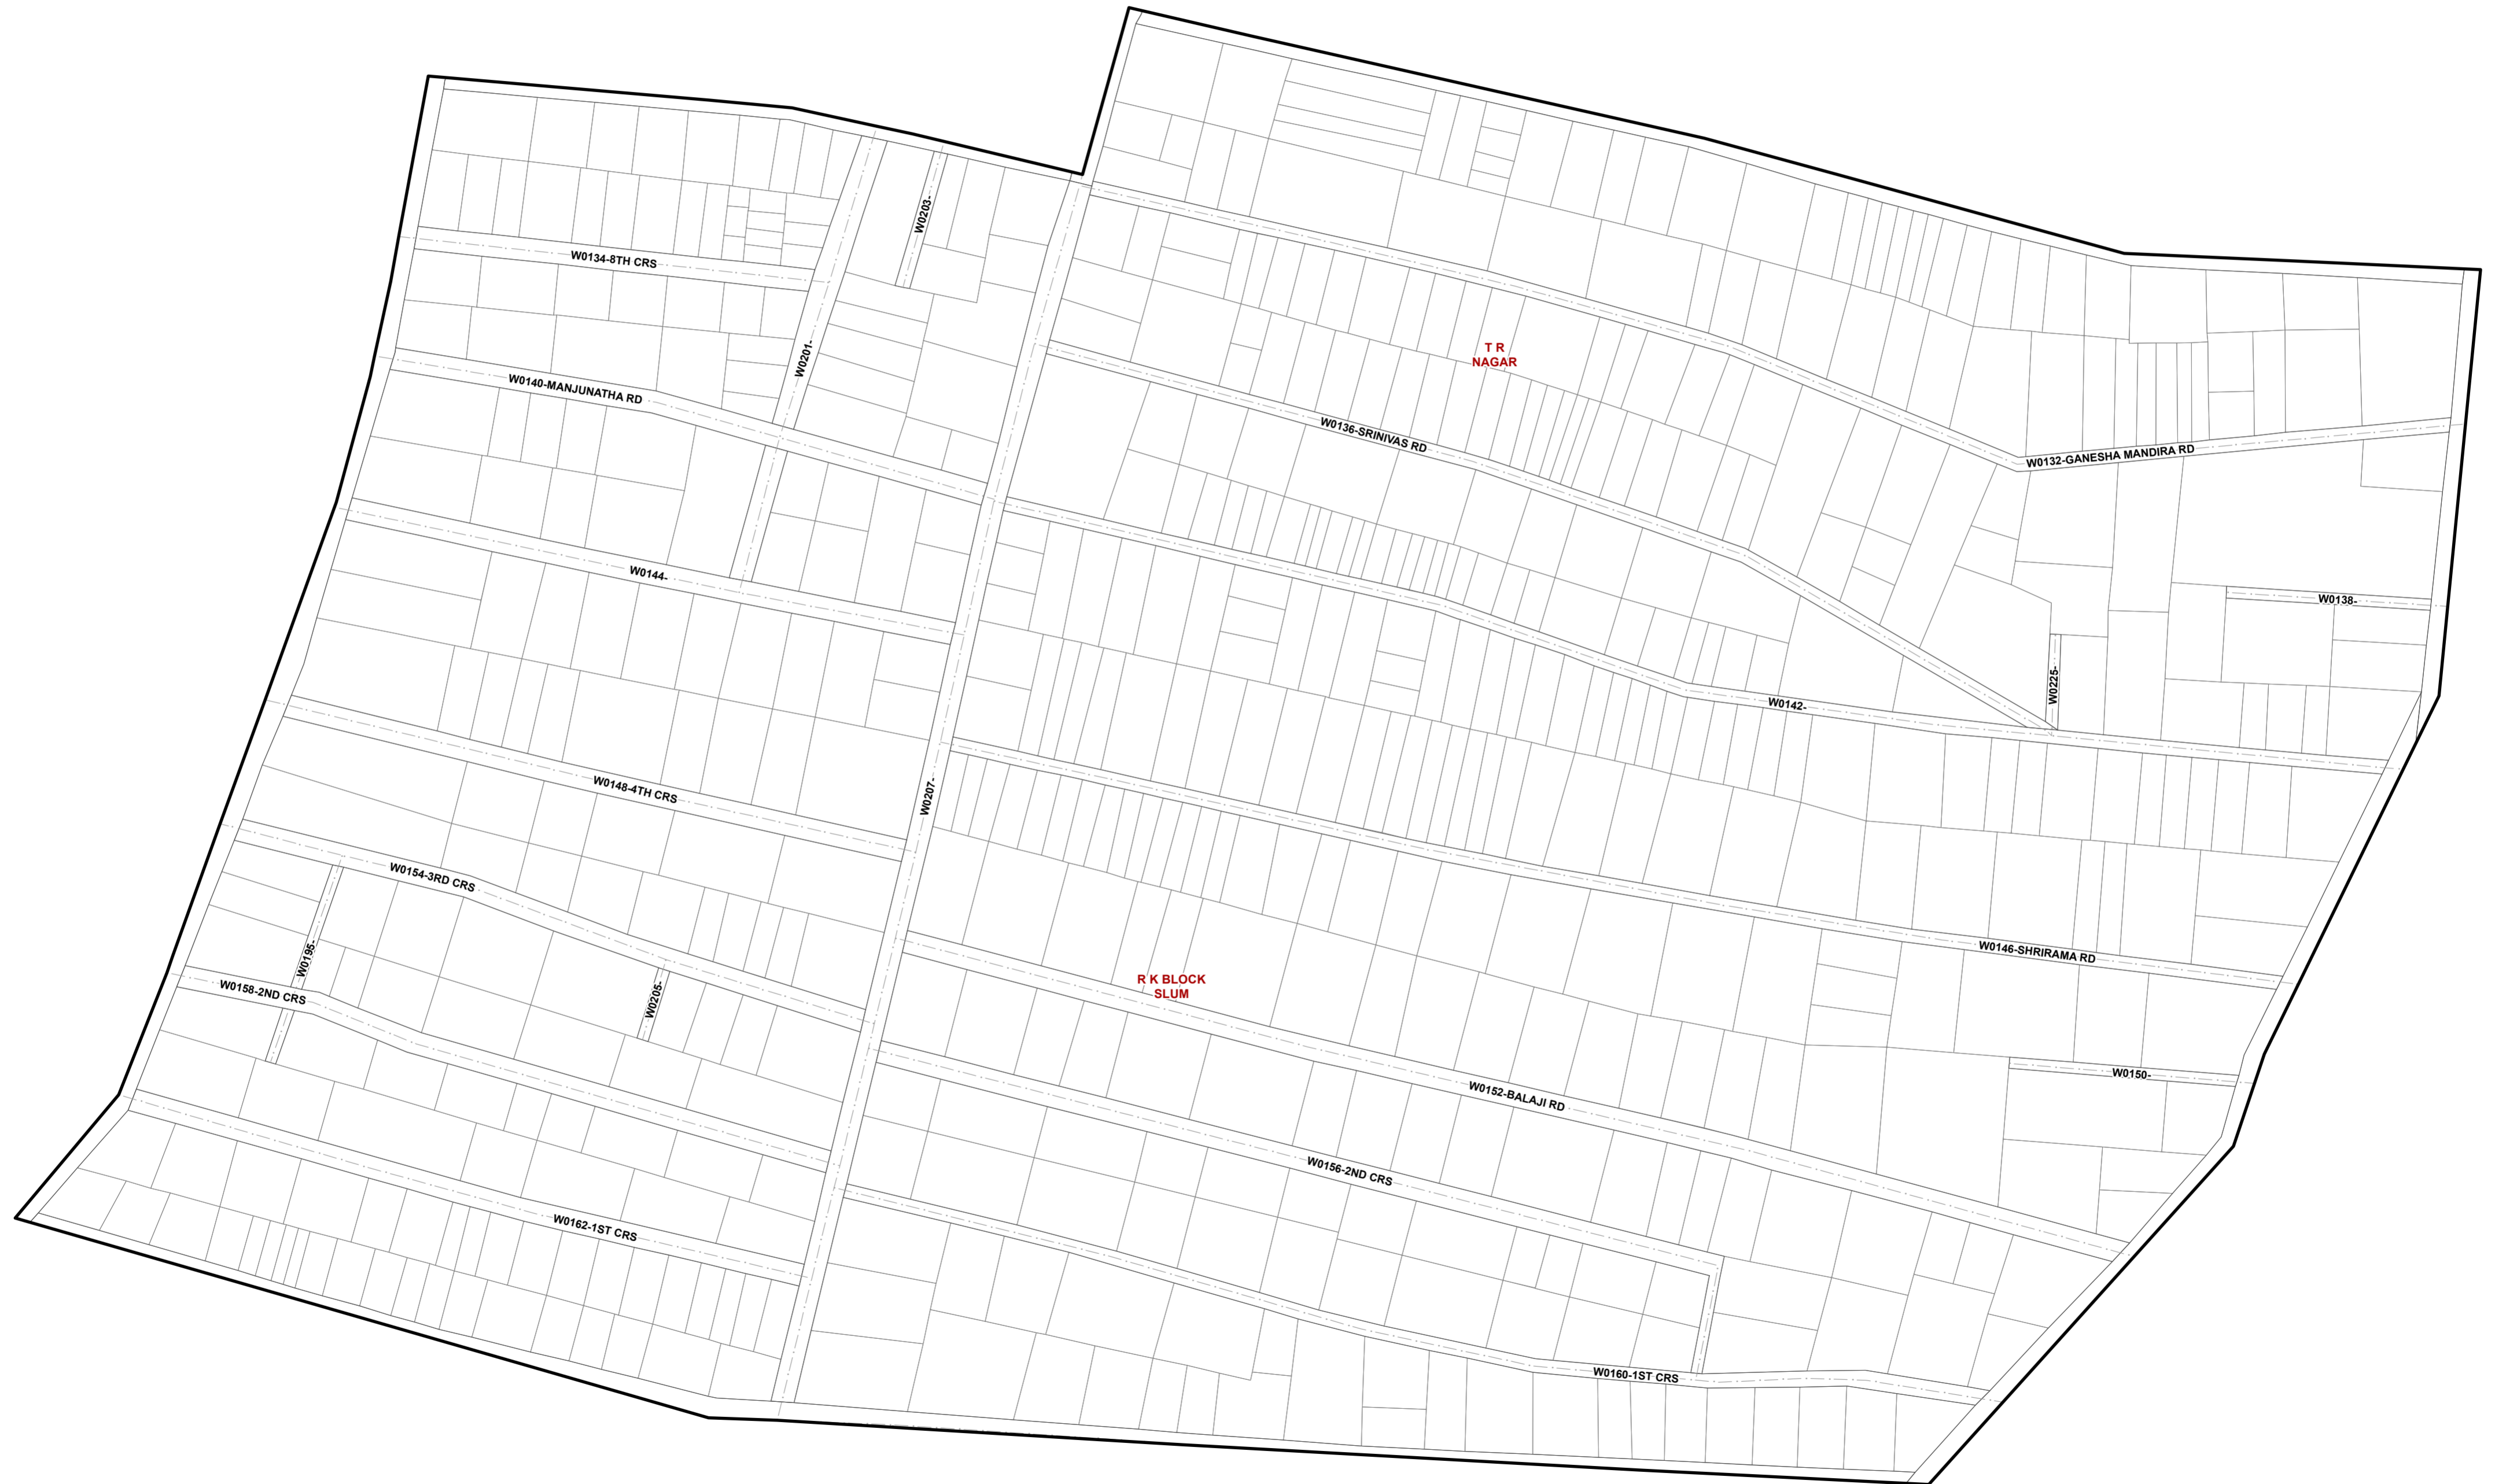 W0203-
W0134-8TH CRS
W0201-
T R
NAGAR
W0140-MANJUNATHA RD
W0136-SRINIVAS RD
W0132-GANESHA MANDIRA RD
W0144-
W0138-
W0225-
W0142-
W0148-4TH CRS
W0207-
W0154-3RD CRS
W0195-
W0146-SHRIRAMA RD
R K BLOCK
SLUM
W0158-2ND CRS
W0205-
W0150-
W0152-BALAJI RD
W0156-2ND CRS
W0162-1ST CRS
W0160-1ST CRS